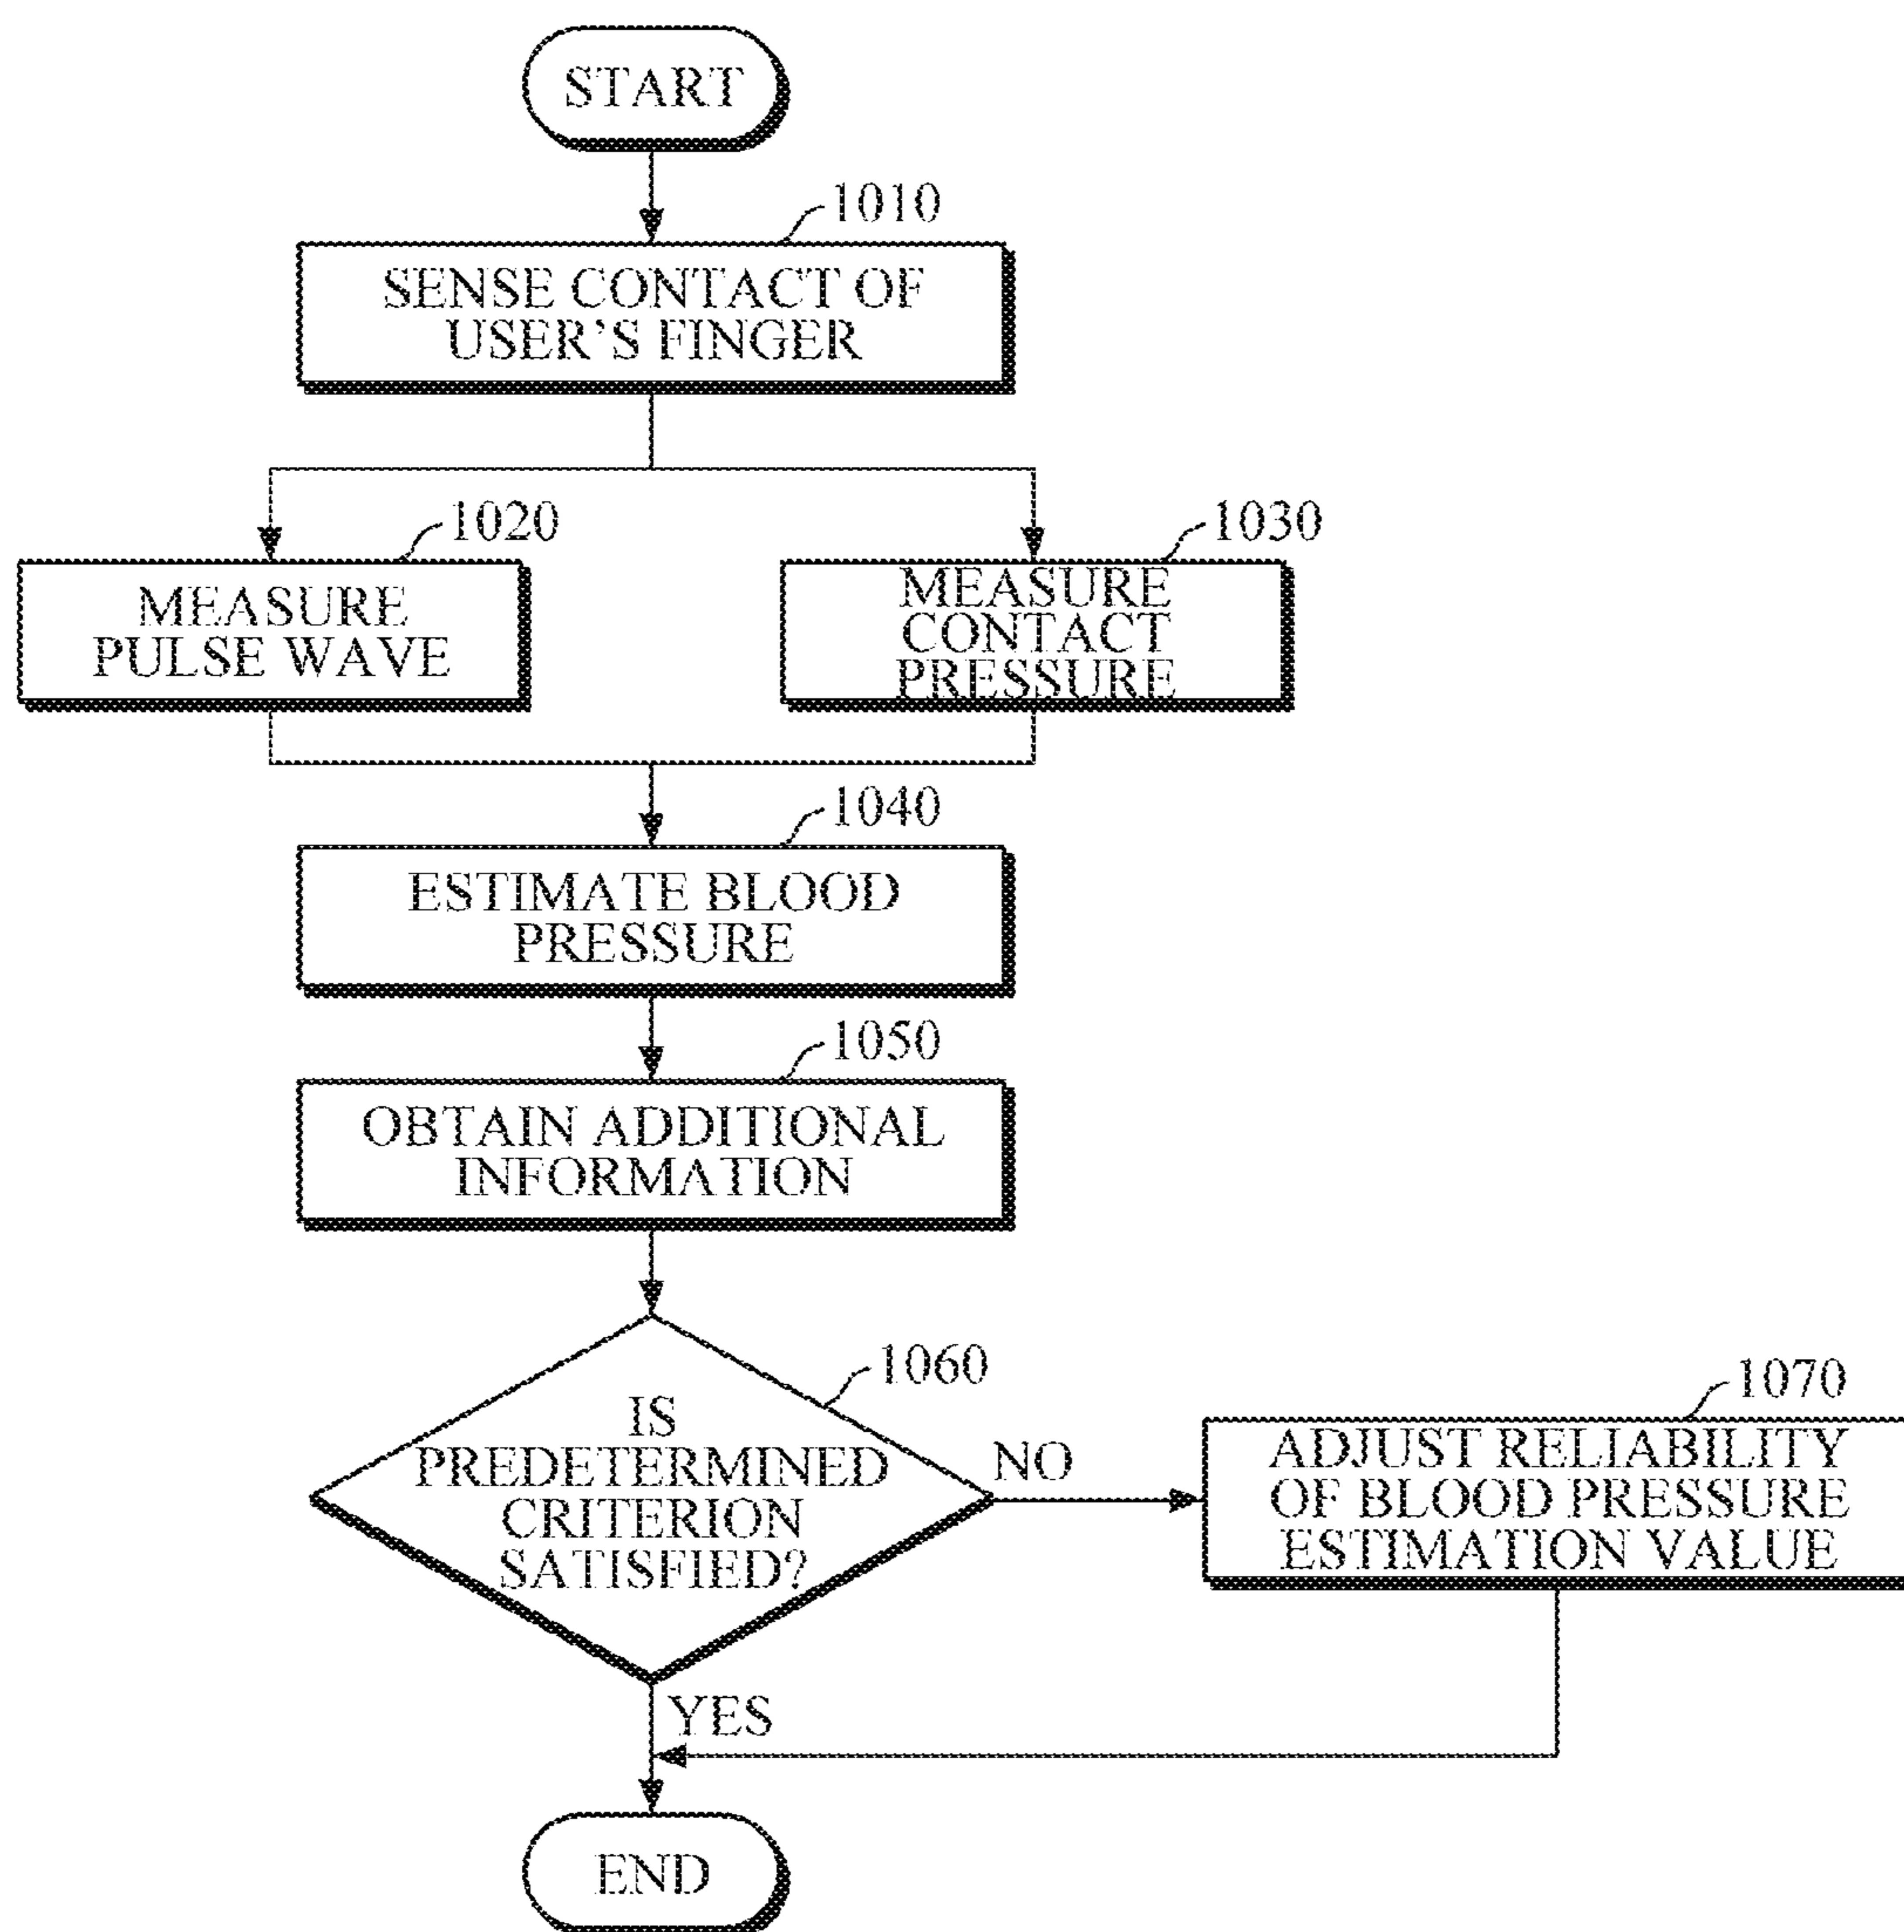 START
1010
SENSE CONTACT OF
USER'S FINGER
1020
MEASURE
PULSE WAVE
1030
MEASURE
CONTACT
PRESSURE
1040
ESTIMATE BLOOD
PRESSURE
1050
OBTAIN ADDITIONAL
INFORMATION
1060
IS
PREDETERMINED
CRITERION
SATISFIED?
NO
1070
ADJUST RELIABILITY
OF BLOOD PRESSURE
ESTIMATION VALUE
YES
END